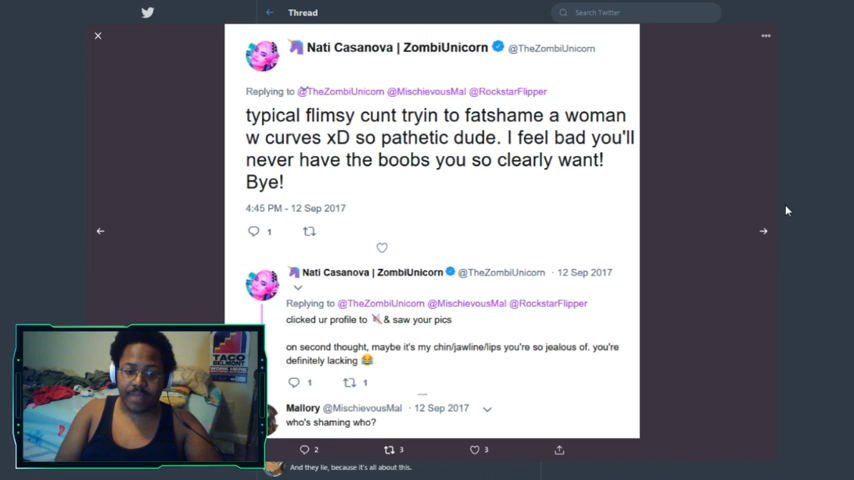 Thread
Search Twitter
Nati Casanova | ZombiUnicorn @TheZombiUnicorn
Replying to @TheZombiUnicorn @MischievousMal @RockstarFlipper
typical flimsy cunt tryin to fatshame a woman
w curves xD so pathetic dude. I feel bad you'll
never have the boobs you so clearly want!
Bye!
4:45 PM - 12 Sep 2017
1
Nati Casanova | ZombiUnicorn @TheZombiUnicorn · 12 Sep 2017
Replying to @TheZombiUnicorn @MischievousMal @RockstarFlipper
clicked ur profile to & saw your pics
on second thought, maybe it's my chin/jawline/lips you're so jealous of. you're
definitely lacking 😂
1 1
Mallory @MischievousMal · 12 Sep 2017
who's shaming who?
2 3 3
And they lie, because it's all about this.
TACO